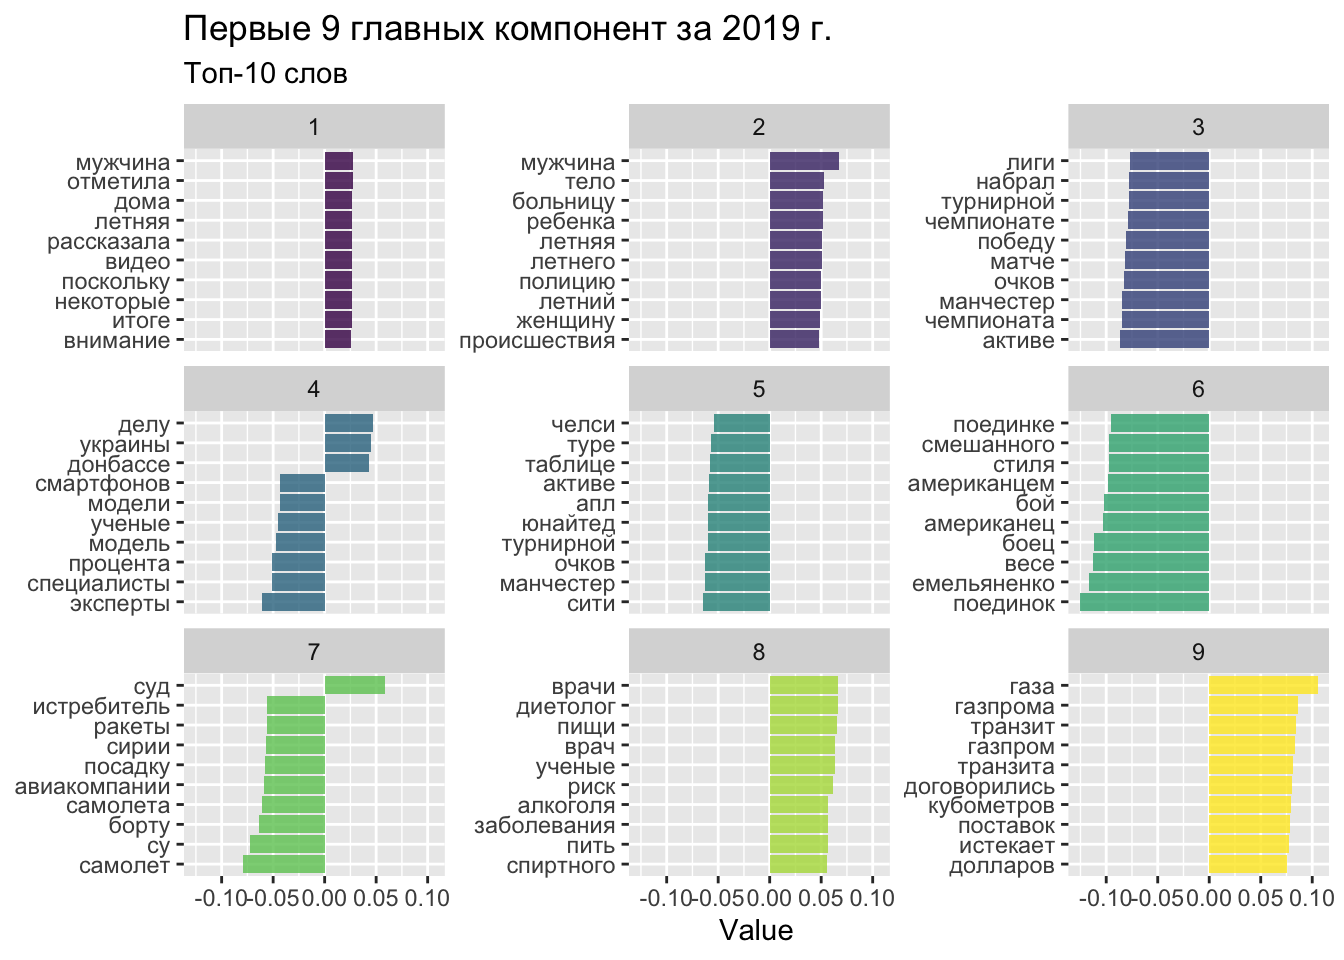 Первые 9 главных компонент за 2019 г.
Топ-10 слов
1
мужчина
отметила
дома
летняя
рассказала
видео
поскольку
некоторые
итоге
внимание
2
мужчина
тело
больницу
ребенка
летняя
летнего
полицию
летний
женщину
происшествия
3
лиги
набрал
турнирной
чемпионате
победу
матче
очков
манчестер
чемпионата
активе
4
делу
украины
донбассе
смартфонов
модели
ученые
модель
процента
специалисты
эксперты
5
челси
туре
таблице
активе
апл
юнайтед
турнирной
очков
манчестер
сити
6
поединке
смешанного
стиля
американцем
бой
американец
боец
весе
емельяненко
поединок
7
суд
истребитель
ракеты
сирии
посадку
авиакомпании
самолета
борту
су
самолет
8
врачи
диетолог
пищи
врач
ученые
риск
алкоголя
заболевания
пить
спиртного
9
газа
газпрома
транзит
газпром
транзита
договорились
кубометров
поставок
истекает
долларов
-0.10 -0.05 0.00 0.05 0.10
-0.10 -0.05 0.00 0.05 0.10
-0.10 -0.05 0.00 0.05 0.10
Value